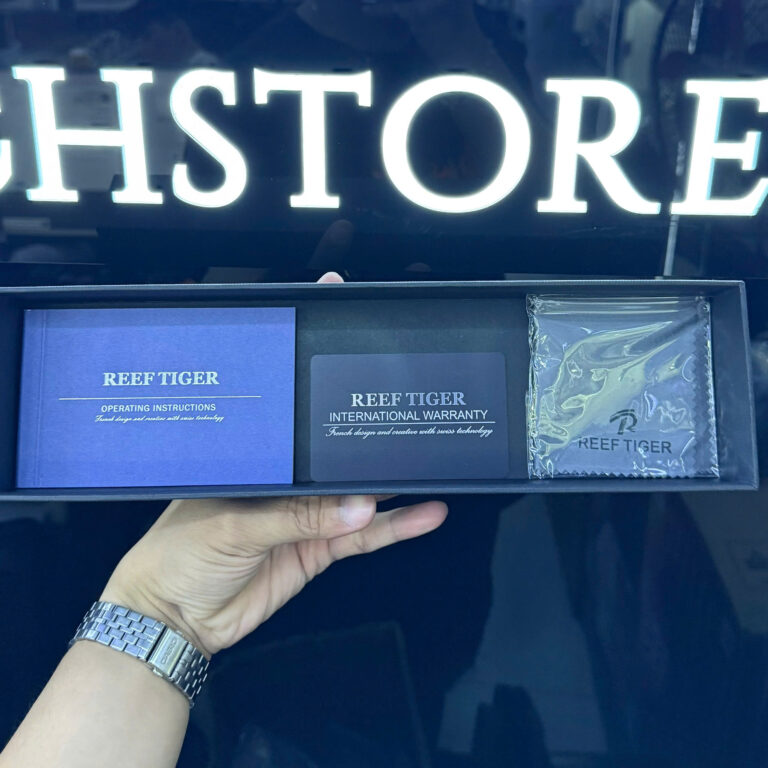 CHSTORE
REEF TIGER
OPERATING INSTRUCTIONS
French design and creative with swiss technology
REEF TIGER
INTERNATIONAL WARRANTY
French design and creative with swiss technology
REEF TIGER